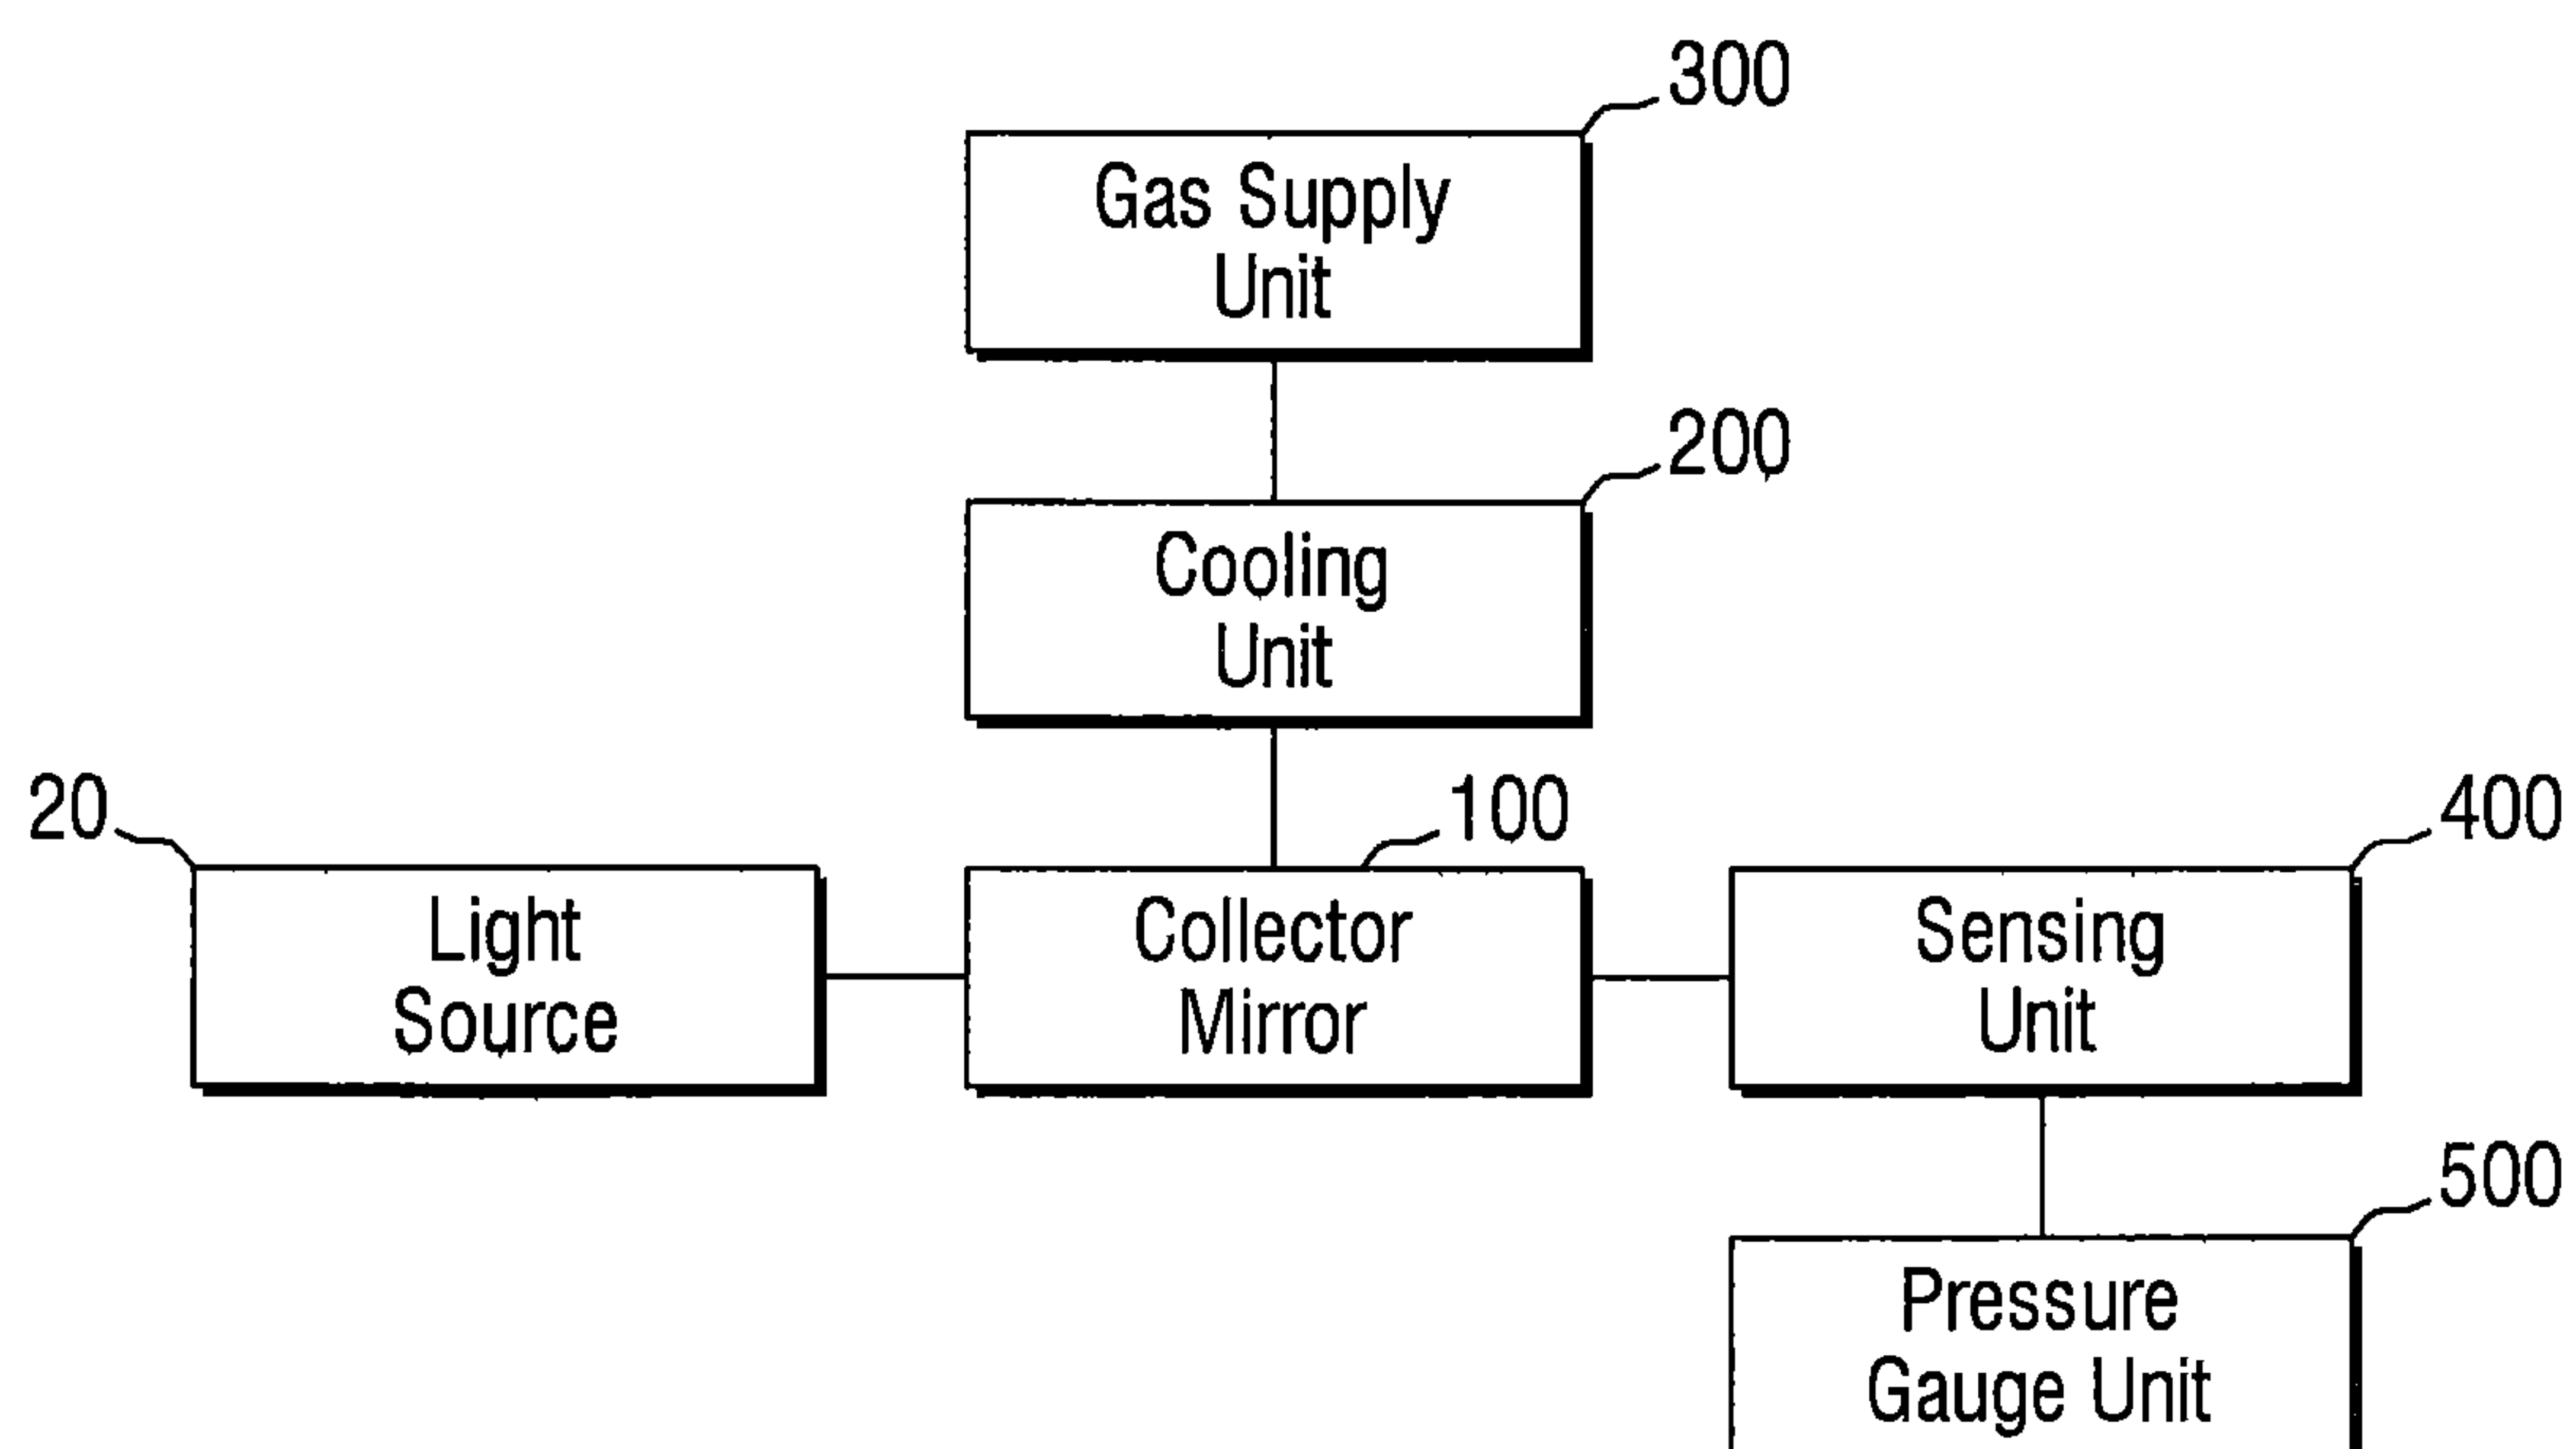 300
Gas Supply
Unit
200
Cooling
Unit
20
100
400
Light
Source
Collector
Mirror
Sensing
Unit
500
Pressure
Gauge Unit